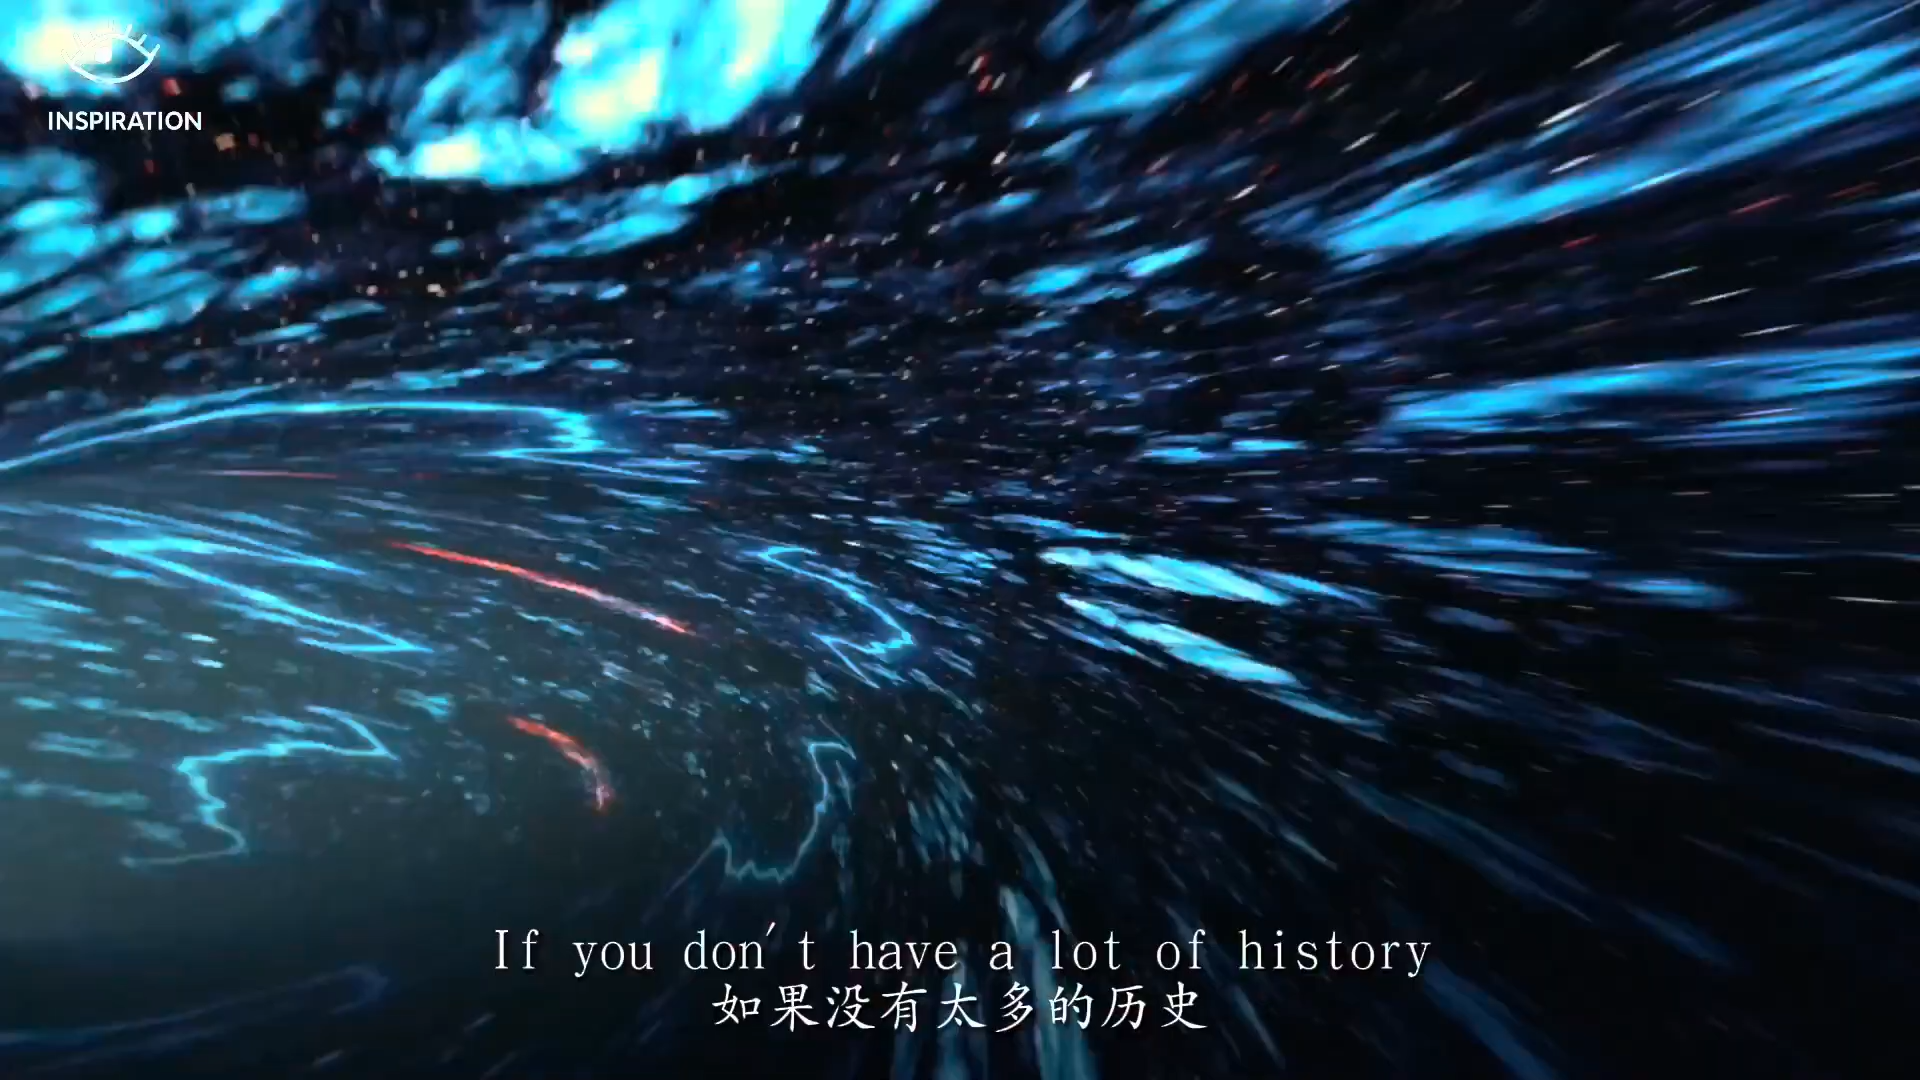 INSPIRATION
If you don't have a lot of history
如果没有太多的历史